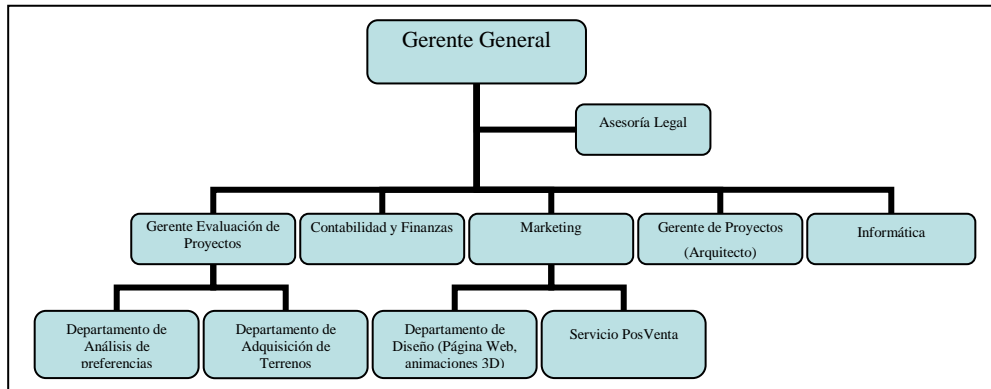 Gerente General
Asesoría Legal
Gerente Evaluación de
Proyectos
Contabilidad y Finanzas
Marketing
Gerente de Proyectos
(Arquitecto)
Informática
Departamento de
Análisis de
preferencias
Departamento de
Adquisición de
Terrenos
Departamento de
Diseño (Página Web,
animaciones 3D)
Servicio PosVenta